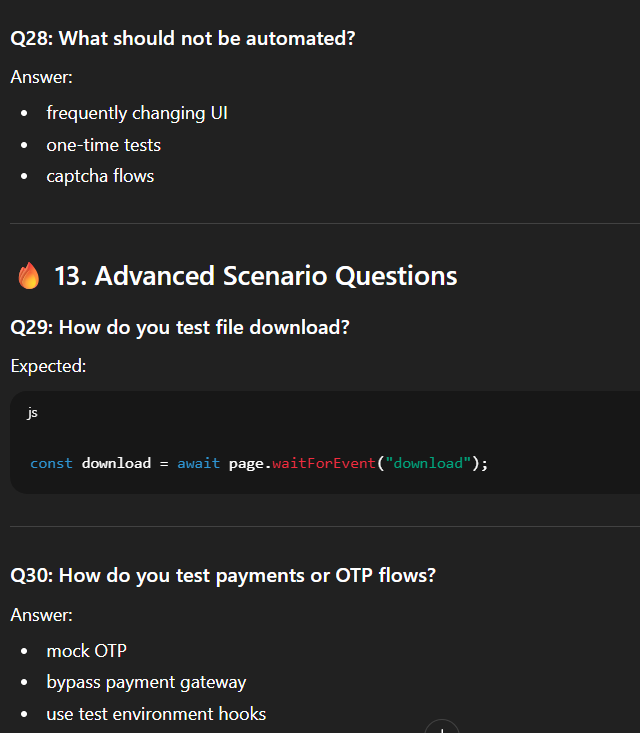 Q28: What should not be automated?
Answer:
• frequently changing UI
• one-time tests
• captcha flows
🔥 13. Advanced Scenario Questions
Q29: How do you test file download?
Expected:
js
const download = await page.waitForEvent("download");
Q30: How do you test payments or OTP flows?
Answer:
• mock OTP
• bypass payment gateway
• use test environment hooks